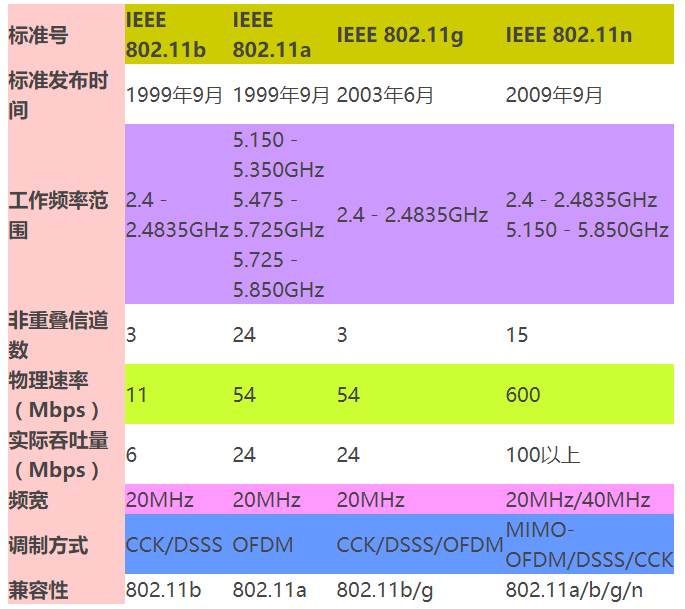 标准号 IEEE 802.11b IEEE 802.11a IEEE 802.11g IEEE 802.11n
标准发布时间 1999年9月 1999年9月 2003年6月 2009年9月
工作频率范围 2.4 - 2.4835GHz 5.150 - 5.350GHz 5.475 - 5.725GHz 5.725 - 5.850GHz 2.4 - 2.4835GHz 2.4 - 2.4835GHz 5.150 - 5.850GHz
非重叠信道数 3 24 3 15
物理速率（Mbps） 11 54 54 600
实际吞吐量（Mbps） 6 24 24 100以上
频宽 20MHz 20MHz 20MHz 20MHz/40MHz
调制方式 CCK/DSSS OFDM CCK/DSSS/OFDM MIMO-OFDM/DSSS/CCK
兼容性 802.11b 802.11a 802.11b/g 802.11a/b/g/n